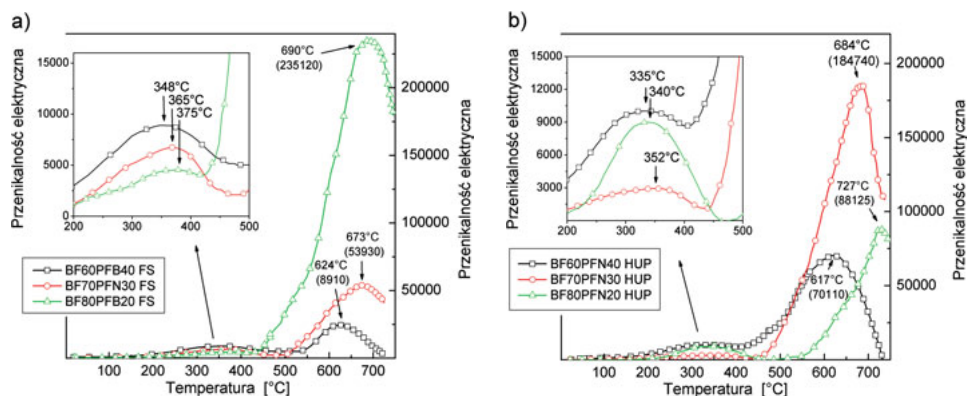 a)
Przenikalność elektryczna
15000
10000
5000
0
200
300
400
500
348°C
365°C
375°C
690°C
(235120)
673°C
(53930)
624°C
(8910)
BF60PFB40 FS
BF70PFN30 FS
BF80PFB20 FS
200000
150000
100000
50000
Przenikalność elektryczna
0
100
200
300
400
500
600
700
Temperatura [°C]
b)
Przenikalność elektryczna
15000
12000
9000
6000
3000
200
300
400
500
335°C
340°C
352°C
684°C
(184740)
727°C
(88125)
617°C
(70110)
BF60PFN40 HUP
BF70PFN30 HUP
BF80PFN20 HUP
200000
150000
100000
50000
Przenikalność elektryczna
100
200
300
400
500
600
700
Temperatura [°C]